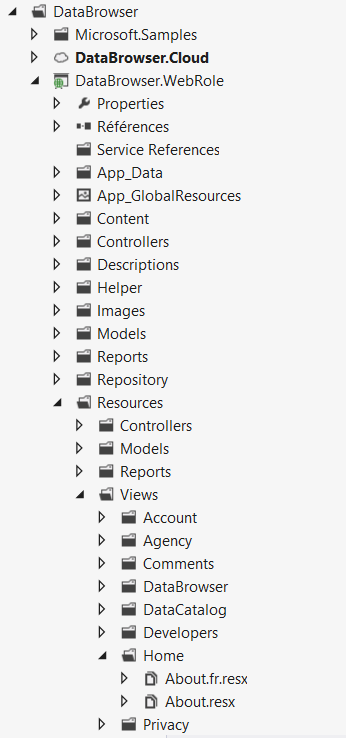 DataBrowser
Microsoft.Samples
DataBrowser.Cloud
DataBrowser.WebRole
Properties
Références
Service References
App_Data
App_GlobalResources
Content
Controllers
Descriptions
Helper
Images
Models
Reports
Repository
Resources
Controllers
Models
Reports
Views
Account
Agency
Comments
DataBrowser
DataCatalog
Developers
Home
About.fr.resx
About.resx
Privacy